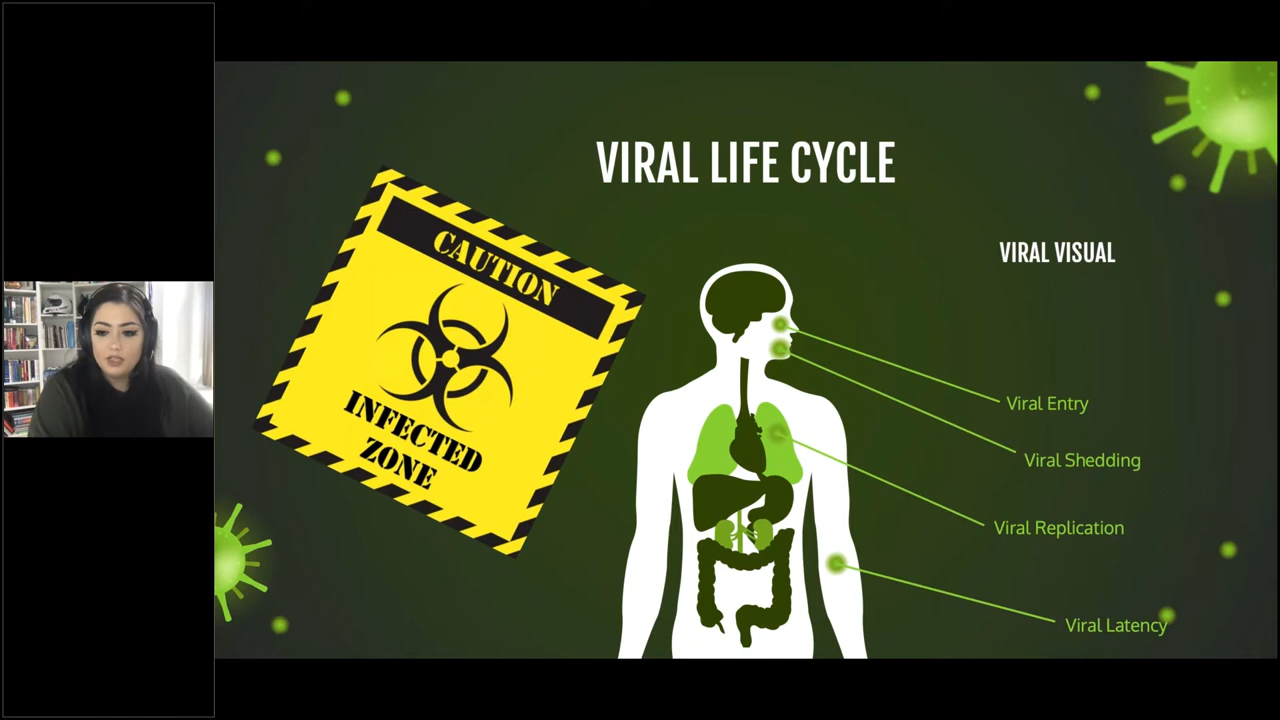 VIRAL LIFE CYCLE
CAUTION
INFECTED
ZONE
VIRAL VISUAL
Viral Entry
Viral Shedding
Viral Replication
Viral Latency